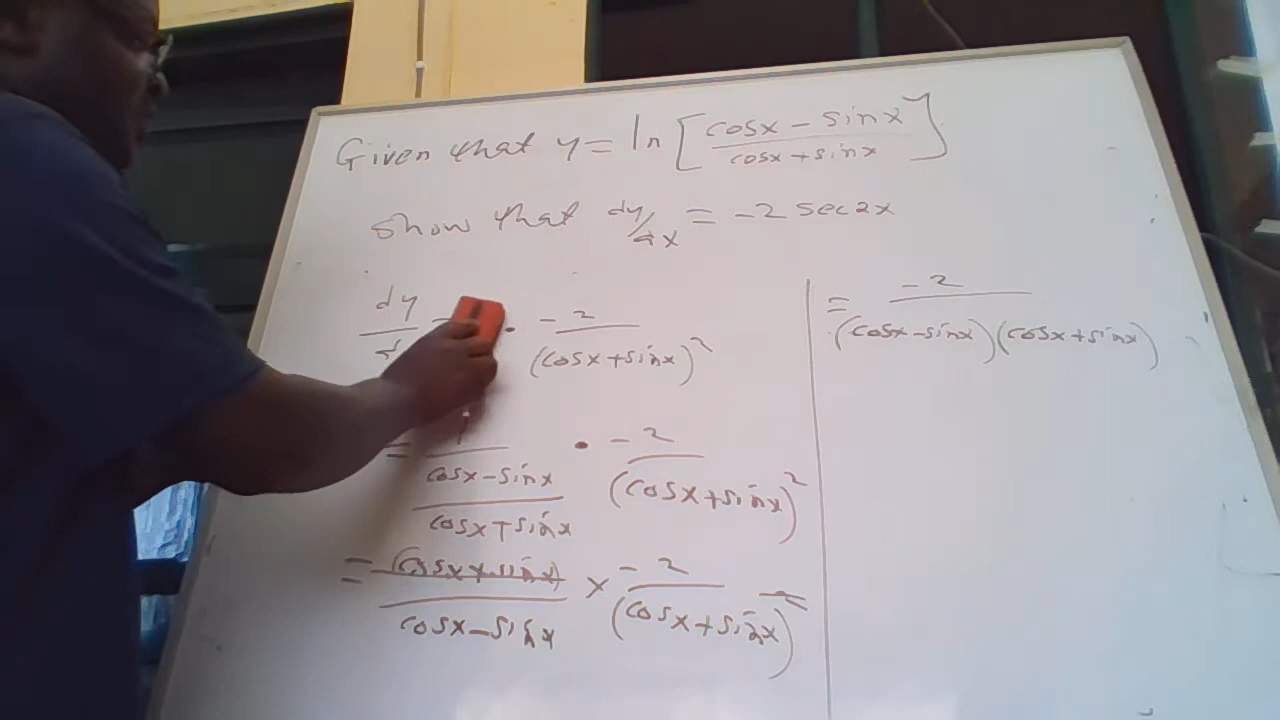 Given that y = ln [ (cosx - sinx) / (cosx + sinx) ]
show that dy/dx = -2 sec2x
dy / · -2 / (cosx + sinx)^2
= 1 / ((cosx - sinx) / (cosx + sinx)) · -2 / (cosx + sinx)^2
= (cosx + sinx) / (cosx - sinx) × -2 / (cosx + sinx)^2
= -2 / (cosx - sinx)(cosx + sinx)